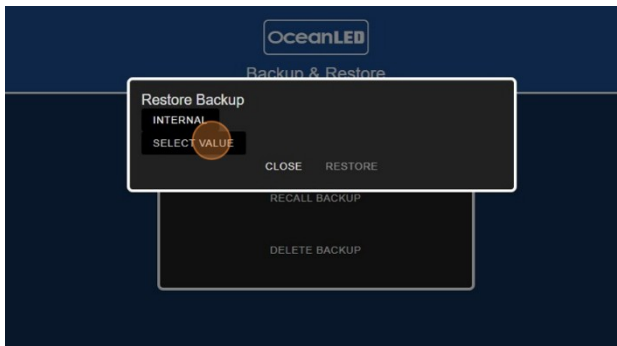 OceanLED
Backup & Restore
Restore Backup
INTERNAL
SELECT VALUE
CLOSE RESTORE
RECALL BACKUP
DELETE BACKUP